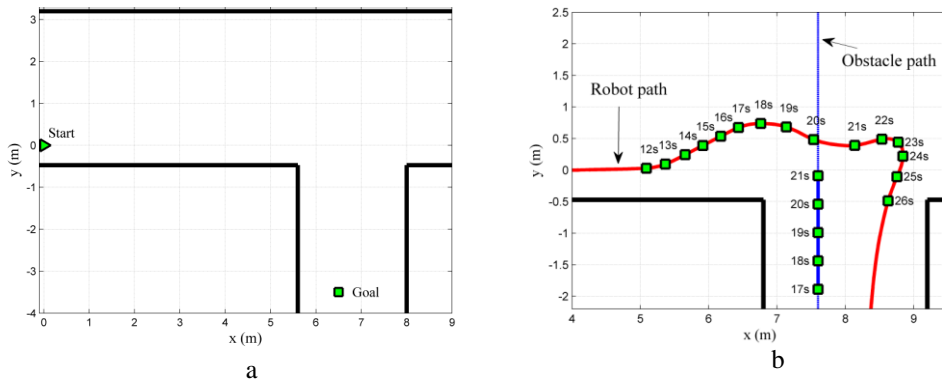 3
2
1
0
-1
-2
-3
-4
0
1
2
3
4
5
6
7
8
9
y (m)
x (m)
Start
Goal
a
2.5
2
1.5
1
0.5
0
-0.5
-1
-1.5
-2
4
5
6
7
8
9
y (m)
x (m)
Obstacle path
Robot path
12s
13s
14s
15s
16s
17s
18s
19s
20s
21s
22s
23s
24s
25s
26s
21s
20s
19s
18s
17s
b